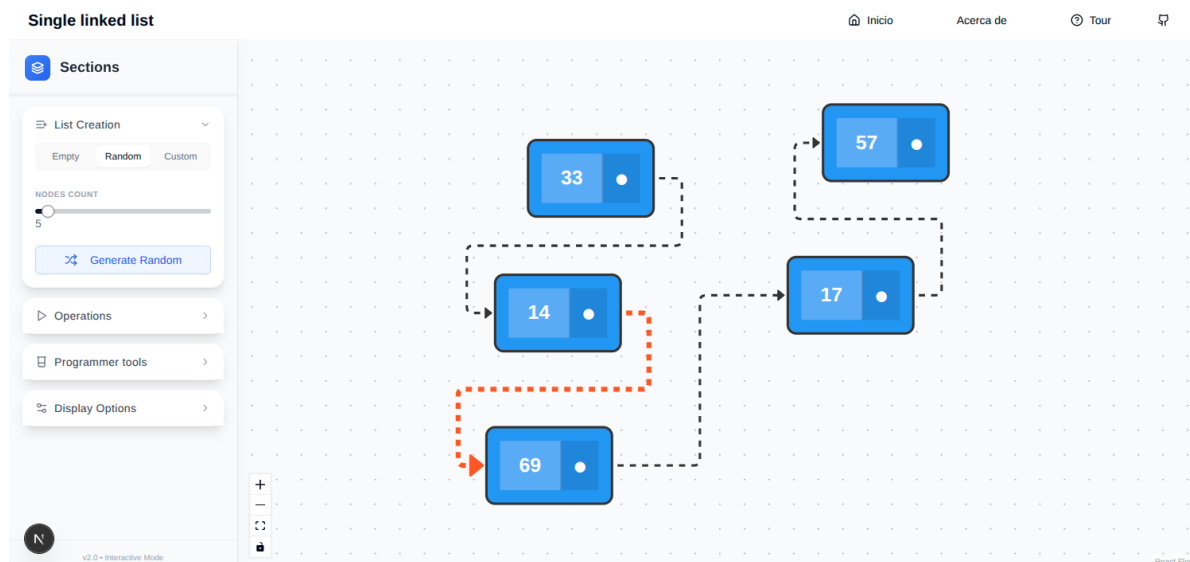 Single linked list
Inicio
Acerca de
Tour
Sections
List Creation
Empty Random Custom
NODES COUNT
5
Generate Random
Operations
Programmer tools
Display Options
N
v2.0 • Interactive Mode
33
57
14
17
69